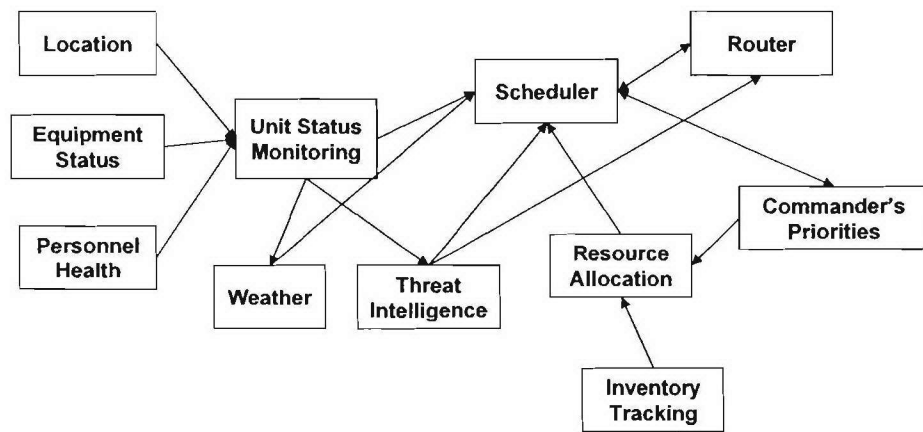 Location
Router
Scheduler
Equipment
Status
Unit Status
Monitoring
Commander's
Priorities
Personnel
Health
Weather
Threat
Intelligence
Resource
Allocation
Inventory
Tracking